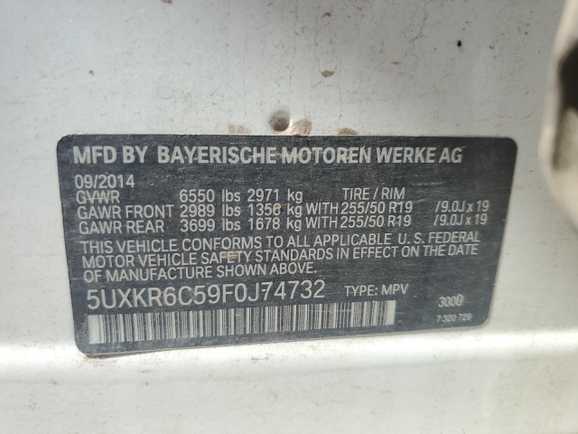 MFD BY BAYERISCHE MOTOREN WERKE AG
09/2014
GVWR 6550 lbs 2971 kg TIRE / RIM
GAWR FRONT 2989 lbs 1356 kg WITH 255/50 R19 /9.0J x 19
GAWR REAR 3699 lbs 1678 kg WITH 255/50 R19 /9.0J x 19
THIS VEHICLE CONFORMS TO ALL APPLICABLE U. S. FEDERAL
MOTOR VEHICLE SAFETY STANDARDS IN EFFECT ON THE DATE
OF MANUFACTURE SHOWN ABOVE.
5UXKR6C59F0J74732 TYPE: MPV 300
7 320 729